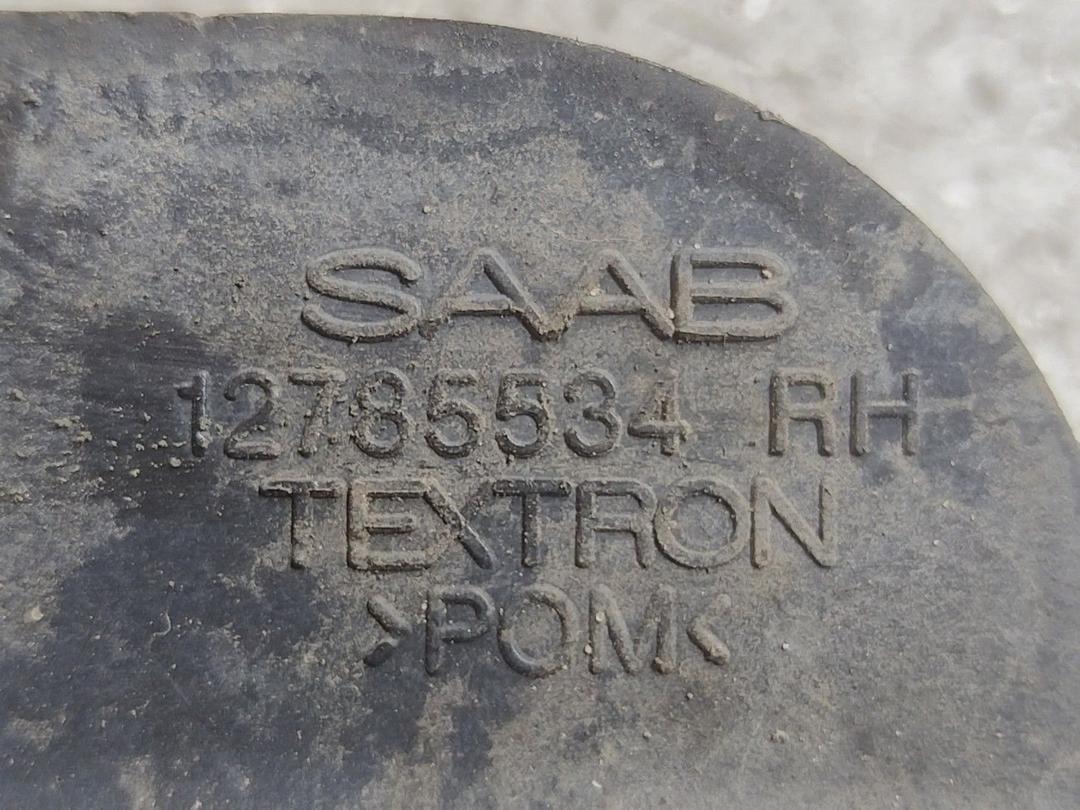 SAAB
12785534 RH
TEXTRON
>POM<